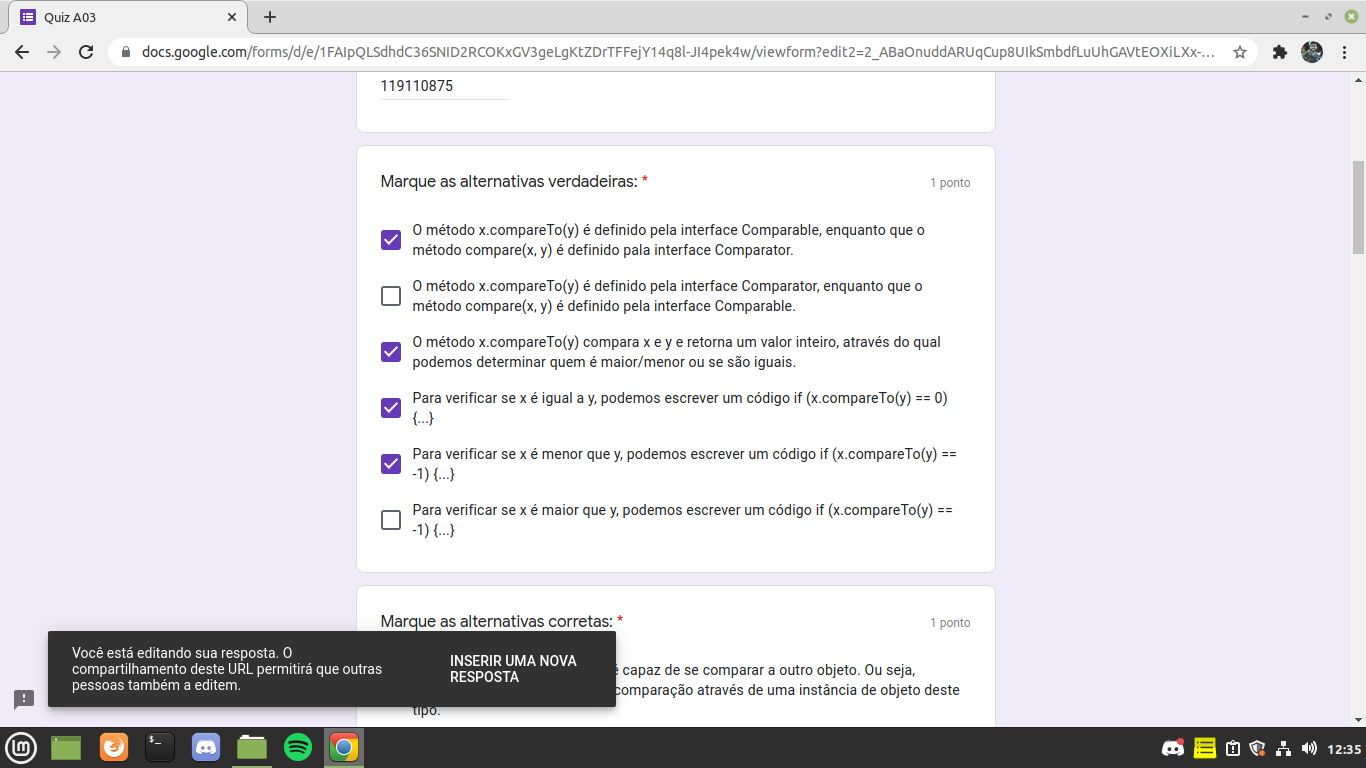 Quiz A03
docs.google.com/forms/d/e/1FAIpQLSdhdC36SNID2RCOKxGV3geLgKtZDrTFFejY14q8l-JI4pek4w/viewform?edit2=2_ABaOnuddARUqCup8UIkSmbdfLuUhGAVtEOXiLXx-...
119110875
Marque as alternativas verdadeiras: *
1 ponto
O método x.compareTo(y) é definido pela interface Comparable, enquanto que o
método compare(x, y) é definido pala interface Comparator.
O método x.compareTo(y) é definido pela interface Comparator, enquanto que o
método compare(x, y) é definido pela interface Comparable.
O método x.compareTo(y) compara x e y e retorna um valor inteiro, através do qual
podemos determinar quem é maior/menor ou se são iguais.
Para verificar se x é igual a y, podemos escrever um código if (x.compareTo(y) == 0)
{...}
Para verificar se x é menor que y, podemos escrever um código if (x.compareTo(y) ==
-1) {...}
Para verificar se x é maior que y, podemos escrever um código if (x.compareTo(y) ==
-1) {...}
Marque as alternativas corretas: *
1 ponto
é capaz de se comparar a outro objeto. Ou seja,
comparação através de uma instância de objeto deste
tipo.
Você está editando sua resposta. O
compartilhamento deste URL permitirá que outras
pessoas também a editem.
INSERIR UMA NOVA
RESPOSTA
12:35